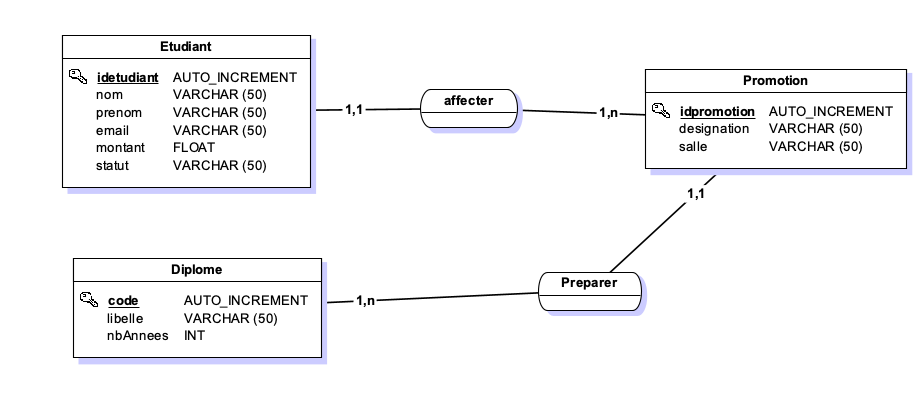 Etudiant
idetudiant AUTO_INCREMENT
nom VARCHAR (50)
prenom VARCHAR (50)
email VARCHAR (50)
montant FLOAT
statut VARCHAR (50)
1,1
affecter
1,n
Promotion
idpromotion AUTO_INCREMENT
designation VARCHAR (50)
salle VARCHAR (50)
1,1
Preparer
1,n
Diplome
code AUTO_INCREMENT
libelle VARCHAR (50)
nbAnnees INT